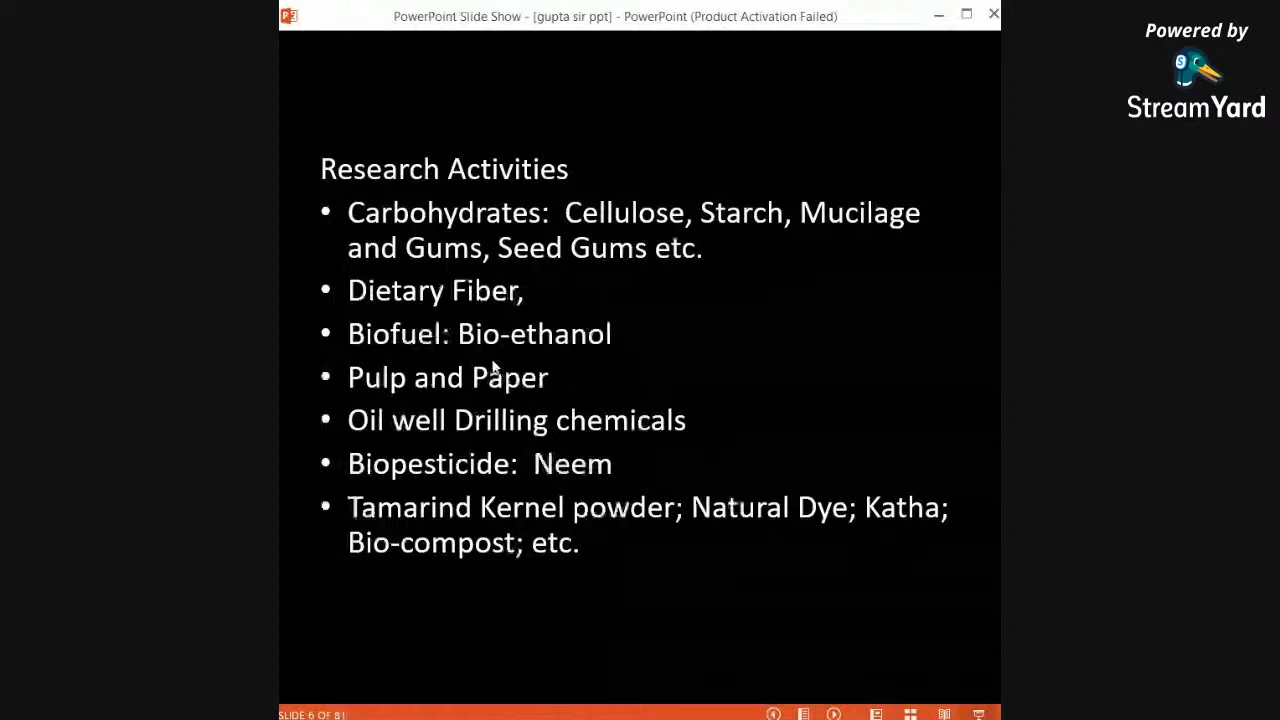 PowerPoint Slide Show - [gupta sir ppt] - PowerPoint (Product Activation Failed)
Powered by
StreamYard
Research Activities
• Carbohydrates: Cellulose, Starch, Mucilage
and Gums, Seed Gums etc.
• Dietary Fiber,
• Biofuel: Bio-ethanol
• Pulp and Paper
• Oil well Drilling chemicals
• Biopesticide: Neem
• Tamarind Kernel powder; Natural Dye; Katha;
Bio-compost; etc.
SLIDE 6 OF 81